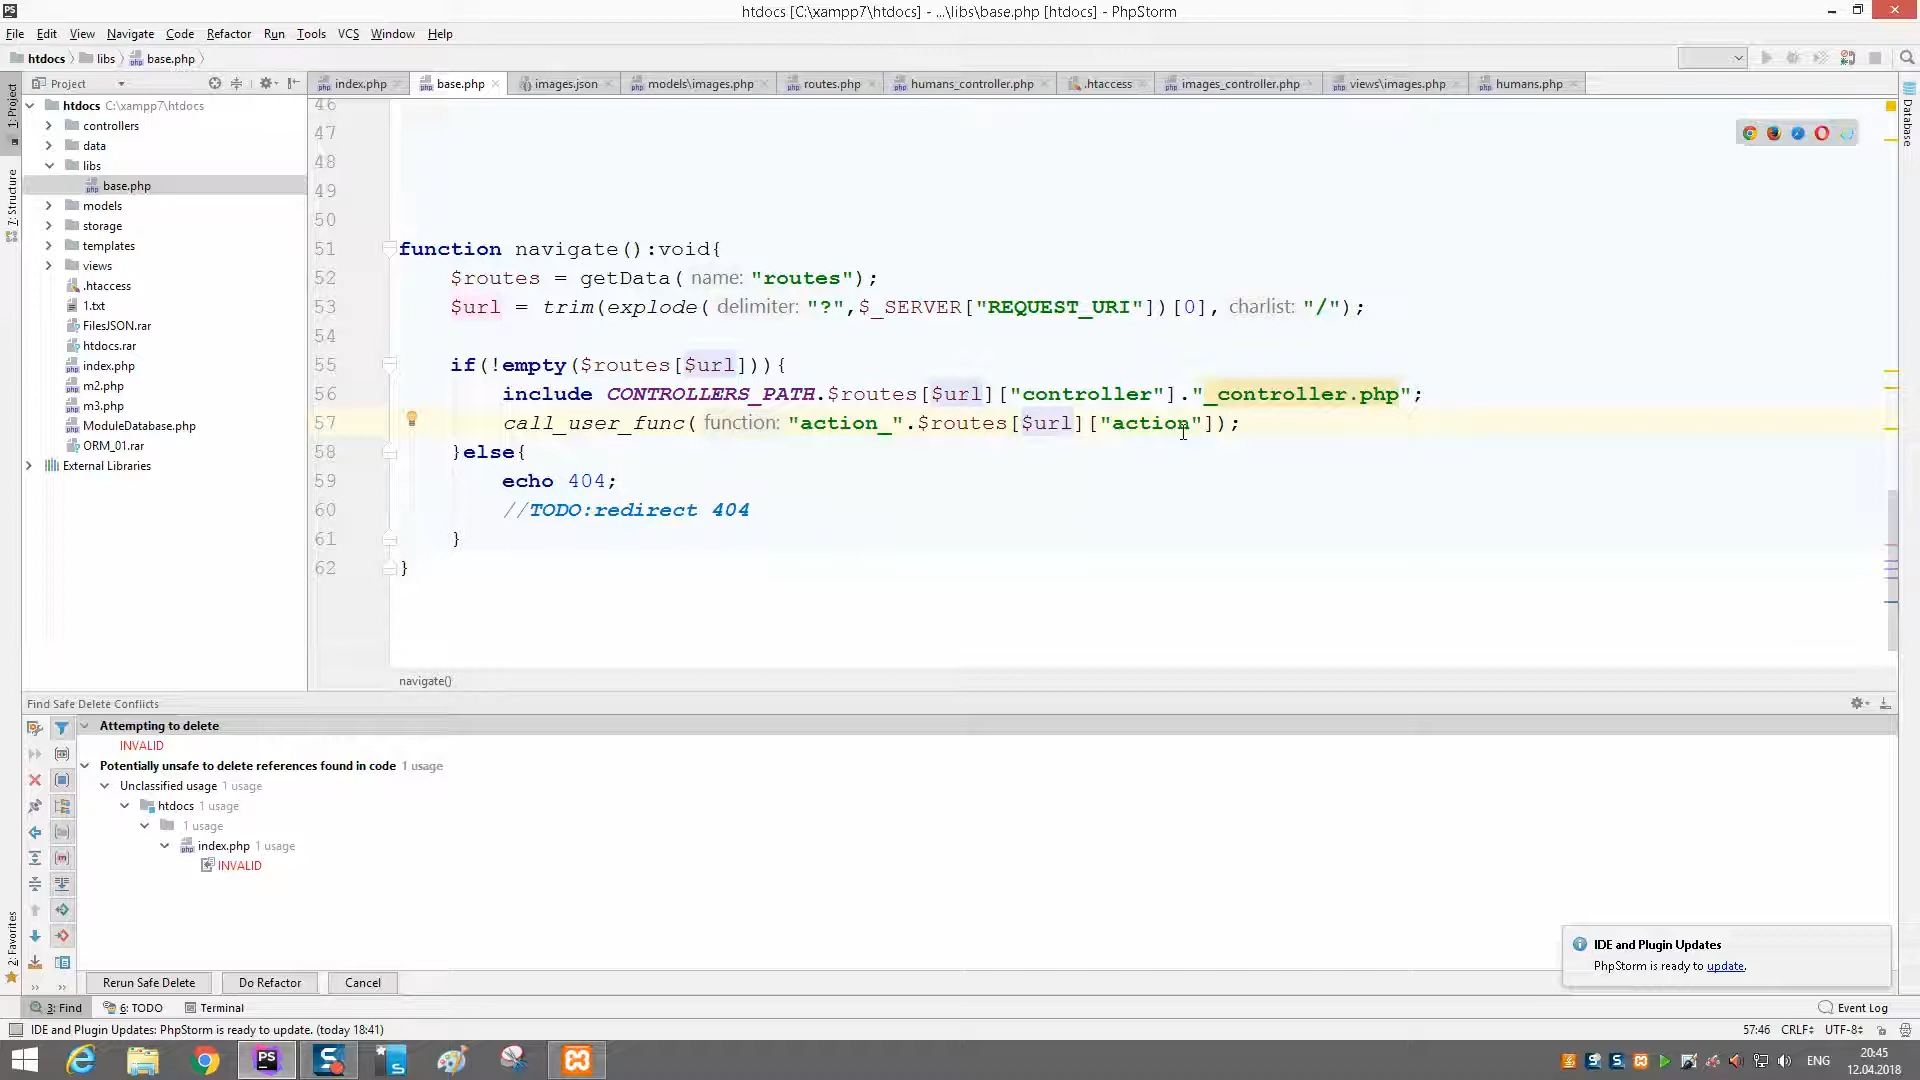 htdocs [C:\xampp7\htdocs] - ...\libs\base.php [htdocs] - PhpStorm
File Edit View Navigate Code Refactor Run Tools VCS Window Help
htdocs libs base.php
Project
index.php base.php images.json models\images.php routes.php humans_controller.php .htaccess images_controller.php views\images.php humans.php
1: Project
7: Structure
2: Favorites
Database
htdocs C:\xampp7\htdocs
controllers
data
libs
base.php
models
storage
templates
views
.htaccess
1.txt
FilesJSON.rar
htdocs.rar
index.php
m2.php
m3.php
ModuleDatabase.php
ORM_01.rar
External Libraries
46
47
48
49
50
51 function navigate():void{
52 $routes = getData( name: "routes");
53 $url = trim(explode( delimiter: "?",$_SERVER["REQUEST_URI"])[0], charlist: "/");
54
55 if(!empty($routes[$url])){
56 include CONTROLLERS_PATH.$routes[$url]["controller"]."_controller.php";
57 call_user_func( function: "action_".$routes[$url]["action"]);
58 }else{
59 echo 404;
60 //TODO:redirect 404
61 }
62 }
navigate()
Find Safe Delete Conflicts
Attempting to delete
INVALID
Potentially unsafe to delete references found in code 1 usage
Unclassified usage 1 usage
htdocs 1 usage
1 usage
index.php 1 usage
INVALID
IDE and Plugin Updates
PhpStorm is ready to update.
Rerun Safe Delete Do Refactor Cancel
3: Find 6: TODO Terminal Event Log
IDE and Plugin Updates: PhpStorm is ready to update. (today 18:41) 57:46 CRLF UTF-8
ENG
20:45
12.04.2018